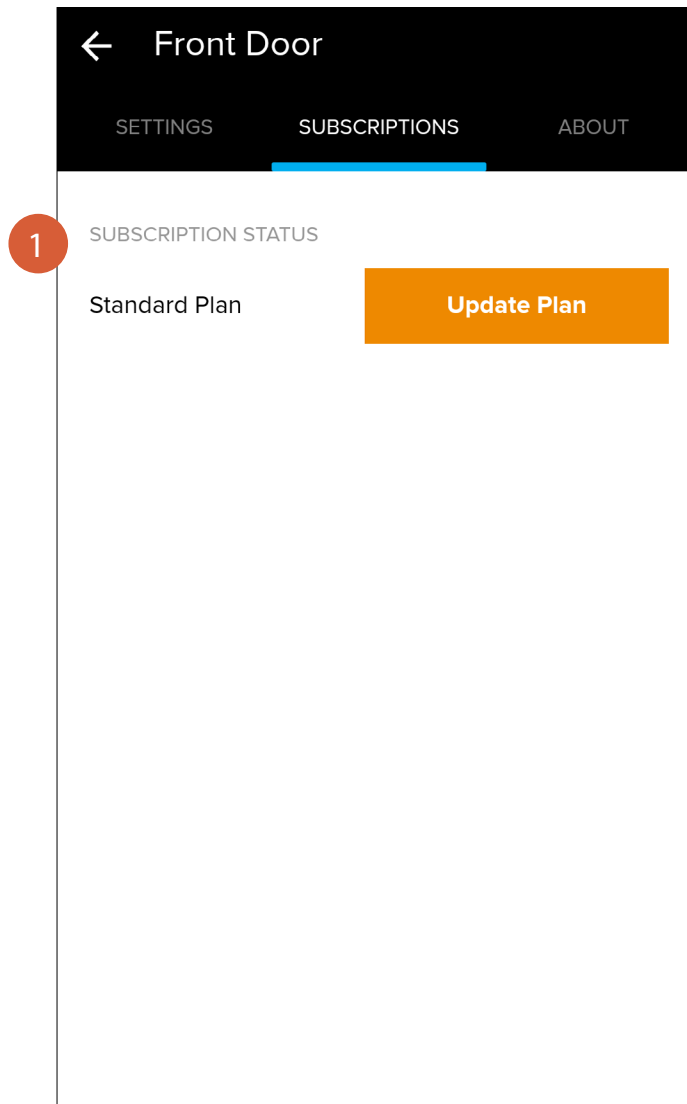 Front Door
SETTINGS SUBSCRIPTIONS ABOUT
1 SUBSCRIPTION STATUS
Standard Plan Update Plan